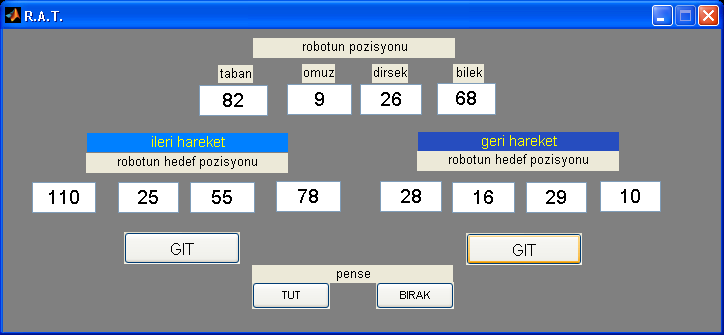 R.A.T.
robotun pozisyonu
taban omuz dirsek bilek
82 9 26 68
ileri hareket geri hareket
robotun hedef pozisyonu robotun hedef pozisyonu
110 25 55 78 28 16 29 10
GIT GIT
pense
TUT BIRAK